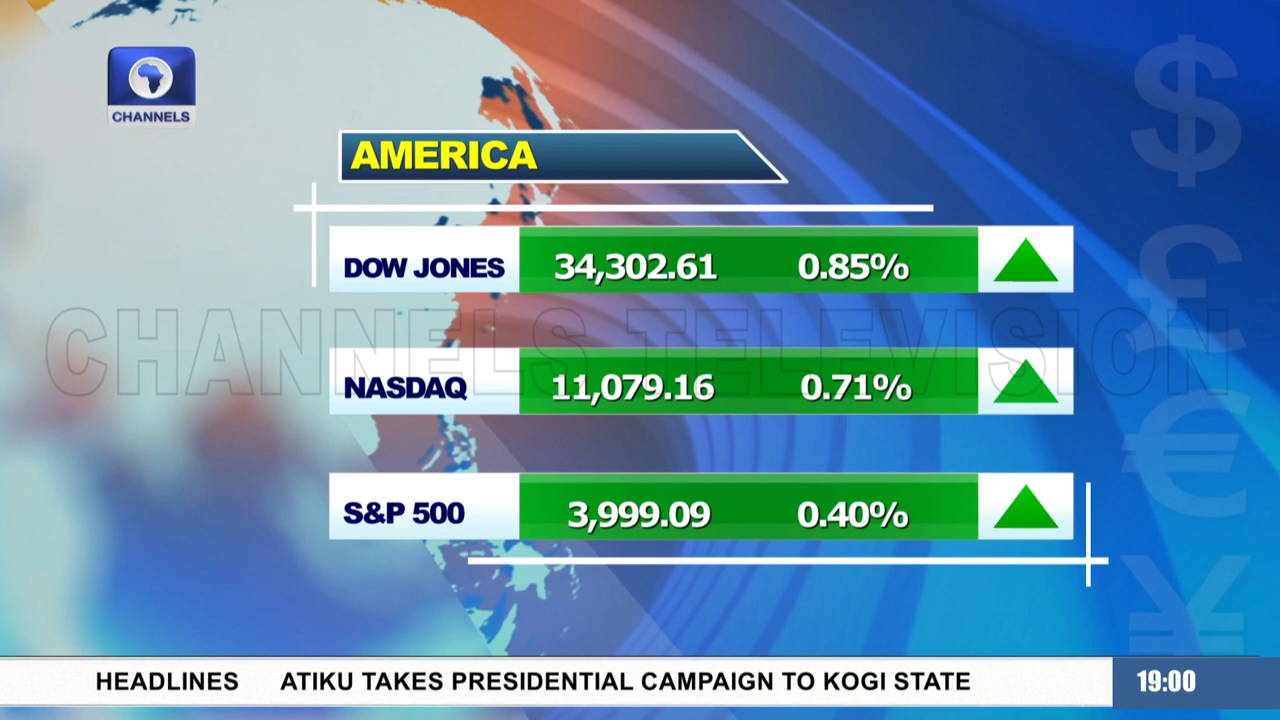 CHANNELS
AMERICA
DOW JONES 34,302.61 0.85%
CHANNELS TELEVISION
NASDAQ 11,079.16 0.71%
S&P 500 3,999.09 0.40%
$
£
€
¥
HEADLINES ATIKU TAKES PRESIDENTIAL CAMPAIGN TO KOGI STATE 19:00